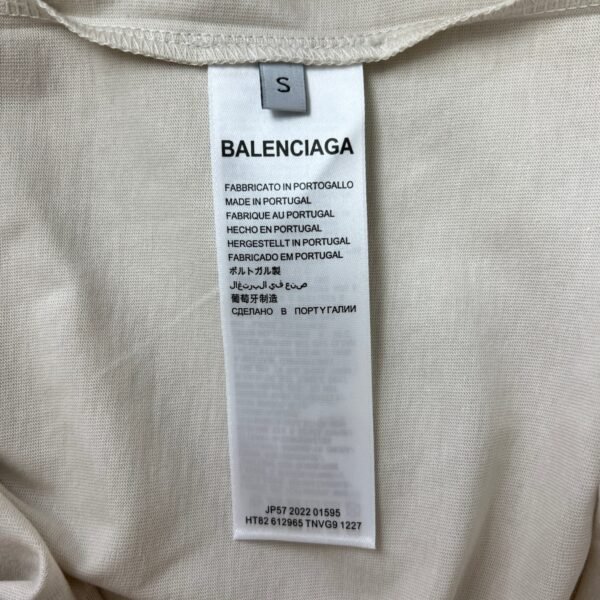 S
BALENCIAGA
FABBRICATO IN PORTOGALLO
MADE IN PORTUGAL
FABRIQUE AU PORTUGAL
HECHO EN PORTUGAL
HERGESTELLT IN PORTUGAL
FABRICADO EM PORTUGAL
ポルトガル製
صنع في البرتغال
葡萄牙制造
СДЕЛАНО В ПОРТУГАЛИИ
JP57 2022 01595
HT82 612965 TNVG9 1227